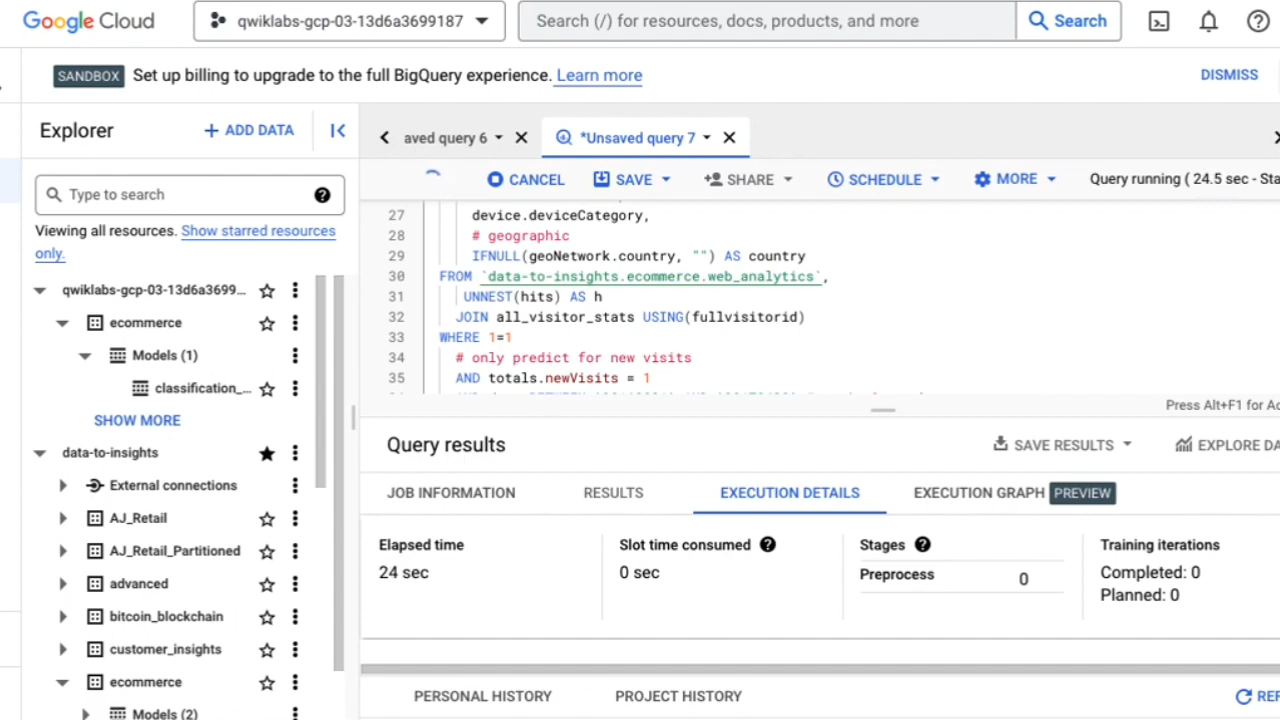 Google Cloud
qwiklabs-gcp-03-13d6a3699187
Search (/) for resources, docs, products, and more
Search
SANDBOX Set up billing to upgrade to the full BigQuery experience. Learn more
DISMISS
Explorer
+ ADD DATA
Type to search
Viewing all resources. Show starred resources
only.
qwiklabs-gcp-03-13d6a3699...
ecommerce
Models (1)
classification_...
SHOW MORE
data-to-insights
External connections
AJ_Retail
AJ_Retail_Partitioned
advanced
bitcoin_blockchain
customer_insights
ecommerce
Models (2)
aved query 6
*Unsaved query 7
CANCEL
SAVE
SHARE
SCHEDULE
MORE
Query running ( 24.5 sec - Sta
27 device.deviceCategory,
28 # geographic
29 IFNULL(geoNetwork.country, "") AS country
30 FROM `data-to-insights.ecommerce.web_analytics`,
31 UNNEST(hits) AS h
32 JOIN all_visitor_stats USING(fullvisitorid)
33 WHERE 1=1
34 # only predict for new visits
35 AND totals.newVisits = 1
Press Alt+F1 for Ac
Query results
SAVE RESULTS
EXPLORE DA
JOB INFORMATION
RESULTS
EXECUTION DETAILS
EXECUTION GRAPH PREVIEW
Elapsed time
24 sec
Slot time consumed
0 sec
Stages
Preprocess 0
Training iterations
Completed: 0
Planned: 0
PERSONAL HISTORY
PROJECT HISTORY
REF